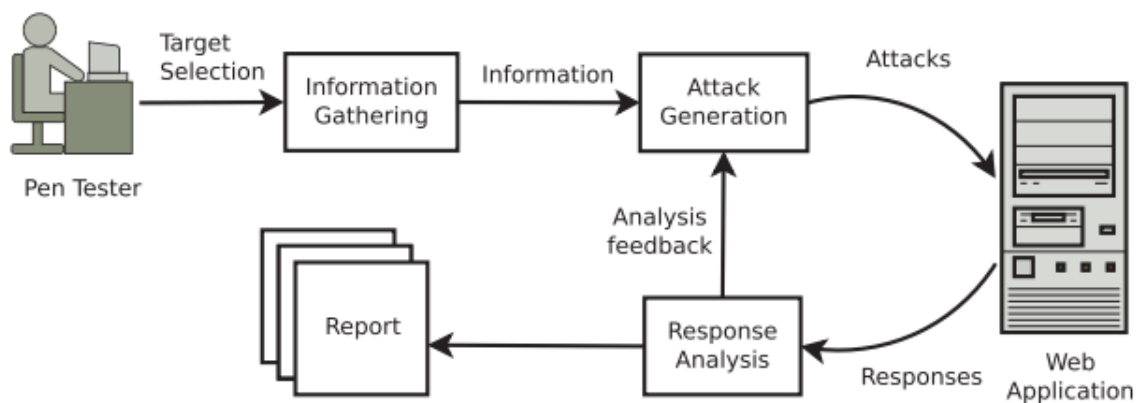 Target
Selection
Information
Gathering
Information
Attack
Generation
Attacks
Pen Tester
Analysis
feedback
Report
Response
Analysis
Responses
Web
Application